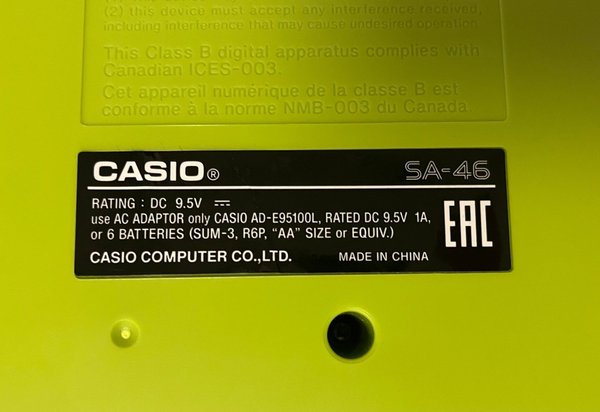 (2) this device must accept any interference received,
including interference that may cause undesired operation.
This Class B digital apparatus complies with
Canadian ICES-003.
Cet appareil numérique de la classe B est
conforme à la norme NMB-003 du Canada.
CASIO® SA-46
RATING : DC 9.5V ⎓
use AC ADAPTOR only CASIO AD-E95100L, RATED DC 9.5V 1A,
or 6 BATTERIES (SUM-3, R6P, “AA” SIZE or EQUIV.)
EAC
CASIO COMPUTER CO.,LTD. MADE IN CHINA